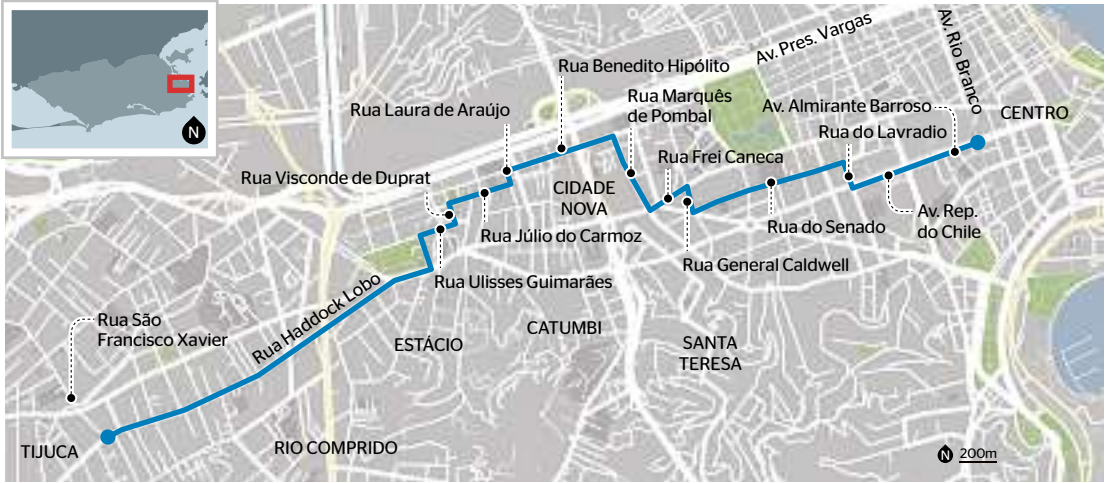 N
Av. Pres. Vargas
Av. Rio Branco
Rua Benedito Hipólito
Rua Laura de Araújo
Rua Marquês
de Pombal
Av. Almirante Barroso
CENTRO
Rua do Lavradio
Rua Frei Caneca
Rua Visconde de Duprat
CIDADE
NOVA
Av. Rep.
do Chile
Rua do Senado
Rua Júlio do Carmoz
Rua General Caldwell
Rua Ulisses Guimarães
Rua Haddock Lobo
Rua São
Francisco Xavier
CATUMBI
ESTÁCIO
SANTA
TERESA
TIJUCA
RIO COMPRIDO
N 200m